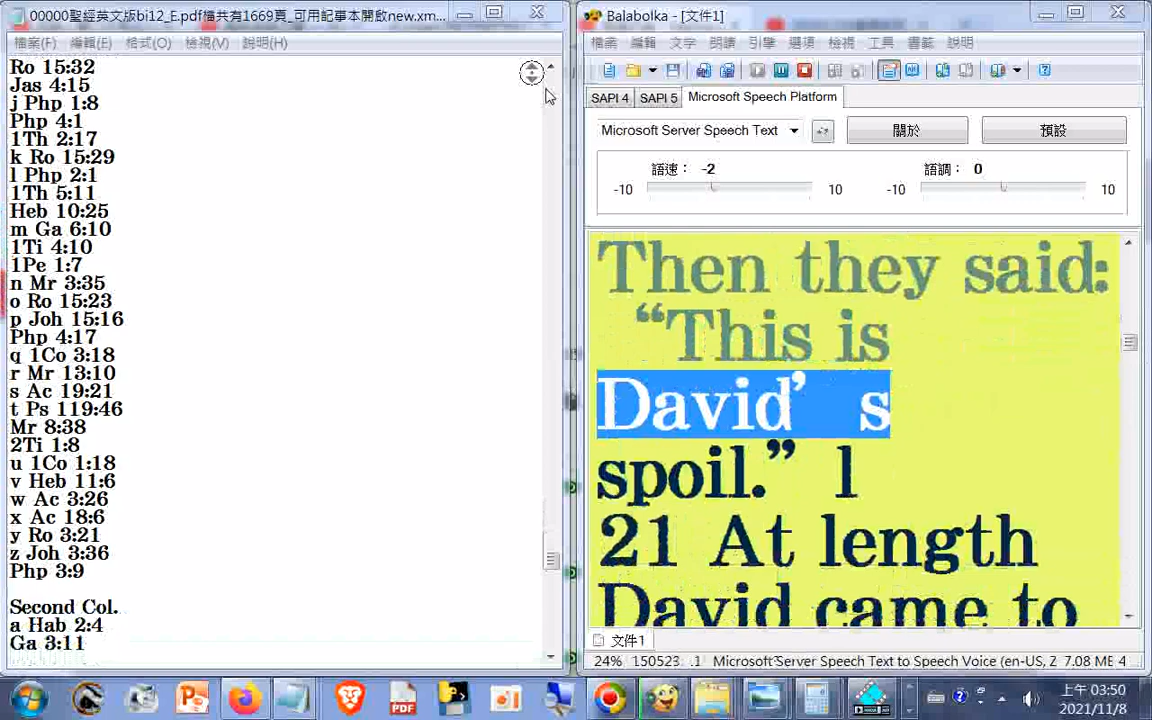 00000聖經英文版bi12_E.pdf檔共有1669頁_可用記事本開啟new.xm...
檔案(F) 編輯(E) 格式(O) 檢視(V) 說明(H)
Ro 15:32
Jas 4:15
j Php 1:8
Php 4:1
1Th 2:17
k Ro 15:29
l Php 2:1
1Th 5:11
Heb 10:25
m Ga 6:10
1Ti 4:10
1Pe 1:7
n Mr 3:35
o Ro 15:23
p Joh 15:16
Php 4:17
q 1Co 3:18
r Mr 13:10
s Ac 19:21
t Ps 119:46
Mr 8:38
2Ti 1:8
u 1Co 1:18
v Heb 11:6
w Ac 3:26
x Ac 18:6
y Ro 3:21
z Joh 3:36
Php 3:9
Second Col.
a Hab 2:4
Ga 3:11
Balabolka - [文件1]
檔案 編輯 文字 朗讀 引擎 選項 檢視 工具 書籤 說明
SAPI 4 SAPI 5 Microsoft Speech Platform
Microsoft Server Speech Text 關於 預設
語速： -2 語調： 0
-10 10 -10 10
Then they said:
“This is
David’ s
spoil.” l
21 At length
David came to
文件1
24% 150523 .1 Microsoft Server Speech Text to Speech Voice (en-US, Z 7.08 ME 4
PDF
上午 03:50
2021/11/8